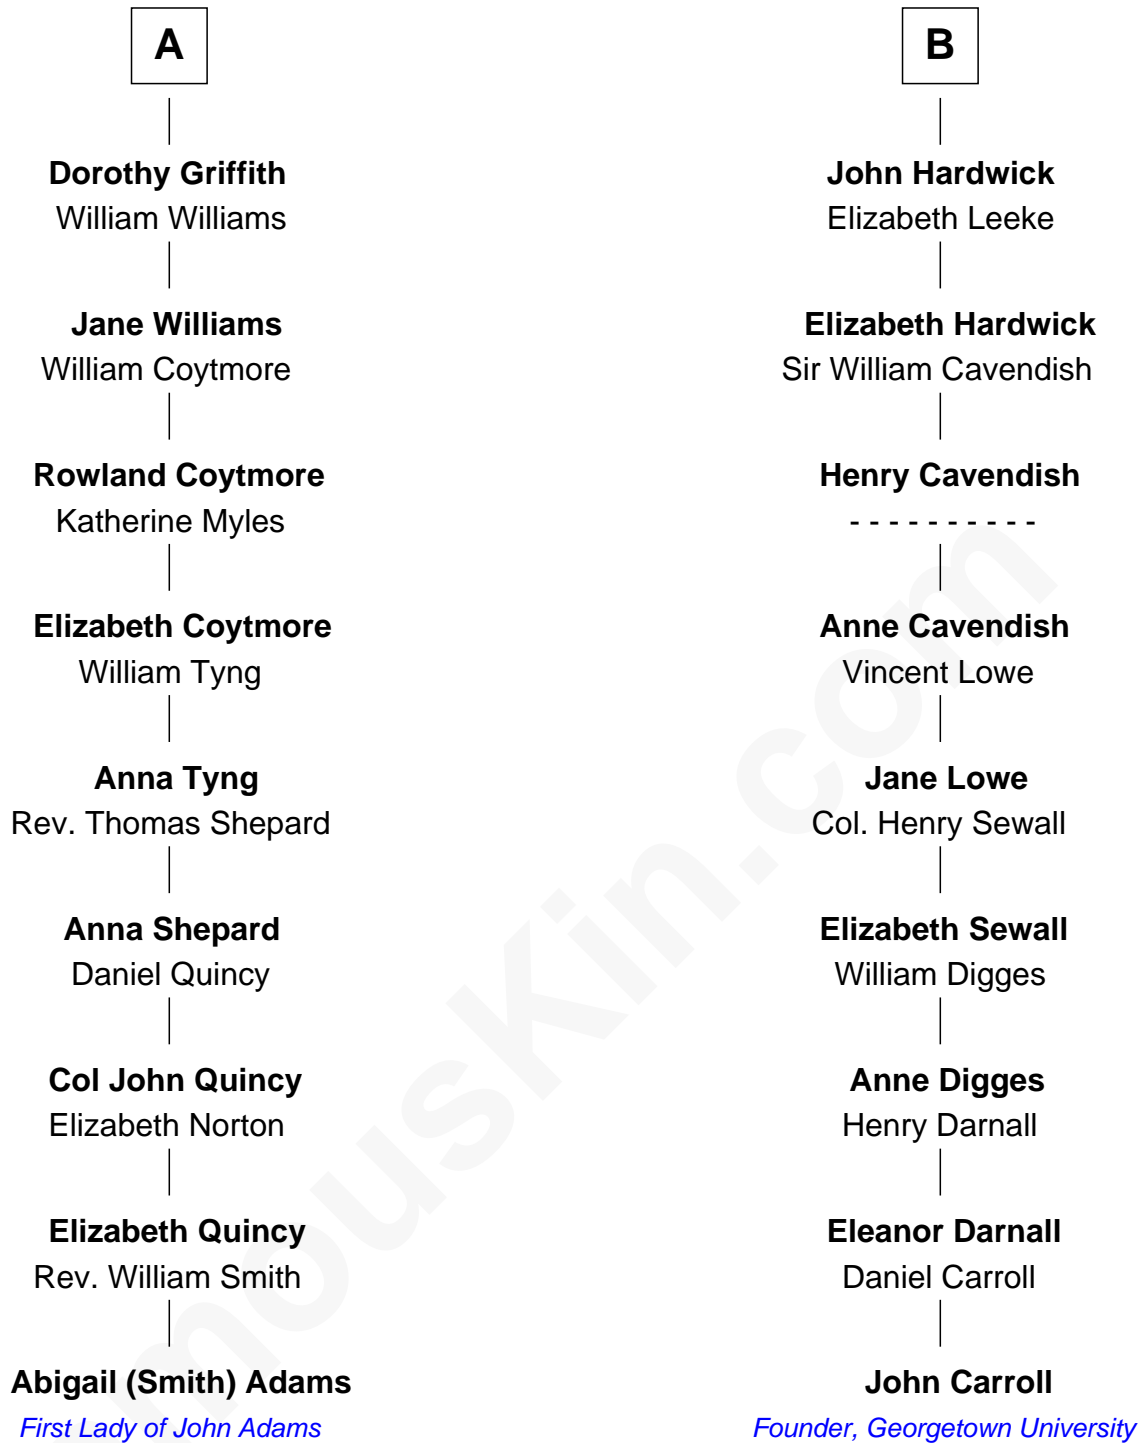 A
Dorothy Griffith
William Williams
Jane Williams
William Coytmore
Rowland Coytmore
Katherine Myles
Elizabeth Coytmore
William Tyng
Anna Tyng
Rev. Thomas Shepard
Anna Shepard
Daniel Quincy
Col John Quincy
Elizabeth Norton
Elizabeth Quincy
Rev. William Smith
Abigail (Smith) Adams
First Lady of John Adams
B
John Hardwick
Elizabeth Leeke
Elizabeth Hardwick
Sir William Cavendish
Henry Cavendish
- - - - - - - - - -
Anne Cavendish
Vincent Lowe
Jane Lowe
Col. Henry Sewall
Elizabeth Sewall
William Digges
Anne Digges
Henry Darnall
Eleanor Darnall
Daniel Carroll
John Carroll
Founder, Georgetown University
mousKin.com